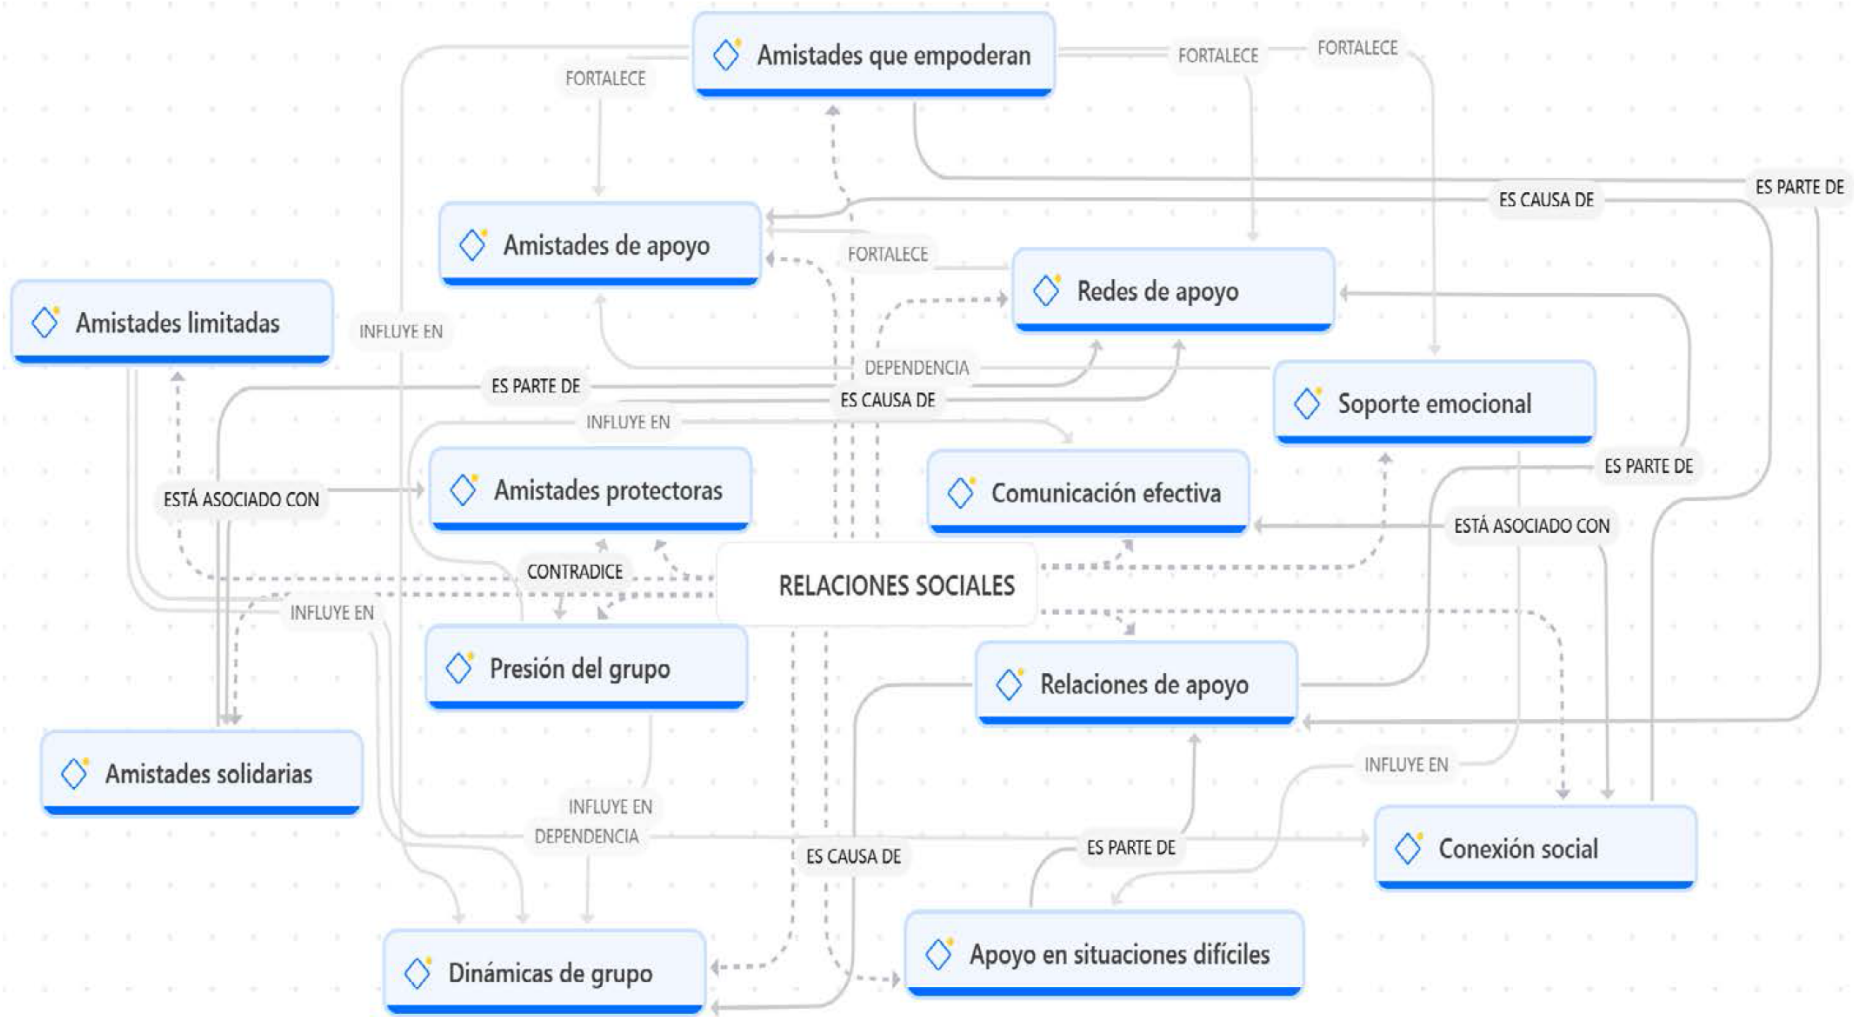 Amistades que empoderan
FORTALECE
FORTALECE
FORTALECE
ES PARTE DE
ES CAUSA DE
Amistades de apoyo
FORTALECE
Redes de apoyo
Amistades limitadas
INFLUYE EN
DEPENDENCIA
ES PARTE DE
ES CAUSA DE
Soporte emocional
INFLUYE EN
ES PARTE DE
Amistades protectoras
Comunicación efectiva
ESTÁ ASOCIADO CON
ESTÁ ASOCIADO CON
CONTRADICE
RELACIONES SOCIALES
INFLUYE EN
Presión del grupo
Relaciones de apoyo
Amistades solidarias
INFLUYE EN
INFLUYE EN
DEPENDENCIA
ES CAUSA DE
ES PARTE DE
Conexión social
Dinámicas de grupo
Apoyo en situaciones difíciles